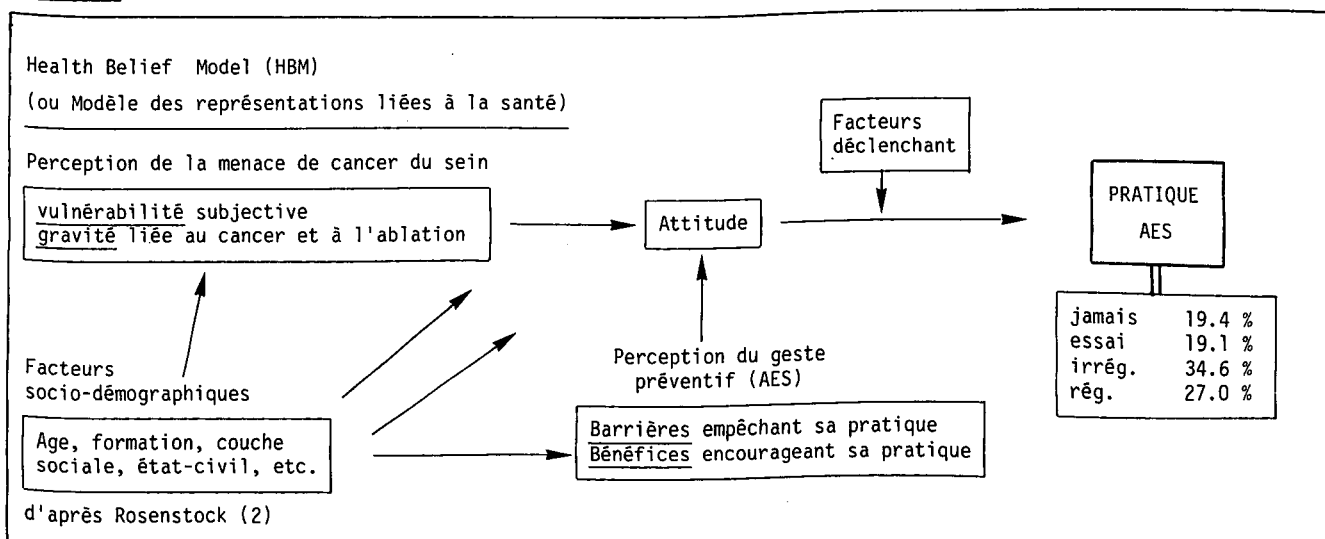 Health Belief Model (HBM)
(ou Modèle des représentations liées à la santé)
Perception de la menace de cancer du sein
vulnérabilité subjective
gravité liée au cancer et à l'ablation
Facteurs
déclenchant
Attitude
PRATIQUE
AES
jamais 19.4 %
essai 19.1 %
irrég. 34.6 %
rég. 27.0 %
Facteurs
socio-démographiques
Age, formation, couche
sociale, état-civil, etc.
Perception du geste
préventif (AES)
Barrières empêchant sa pratique
Bénéfices encourageant sa pratique
d'après Rosenstock (2)